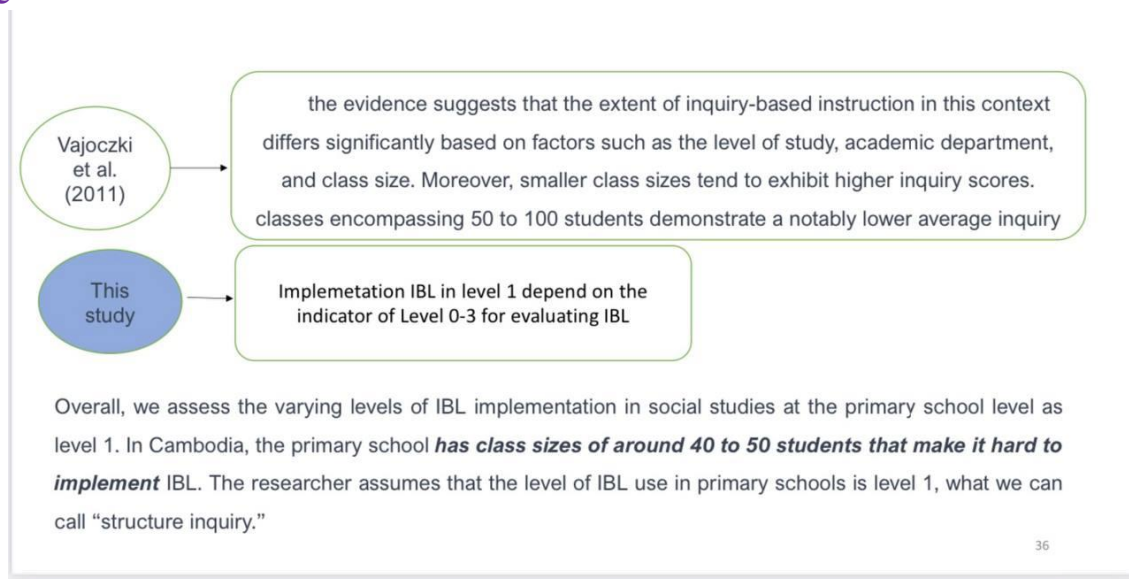 Vajoczki
et al.
(2011)
the evidence suggests that the extent of inquiry-based instruction in this context
differs significantly based on factors such as the level of study, academic department,
and class size. Moreover, smaller class sizes tend to exhibit higher inquiry scores.
classes encompassing 50 to 100 students demonstrate a notably lower average inquiry
This
study
Implemetation IBL in level 1 depend on the
indicator of Level 0-3 for evaluating IBL
Overall, we assess the varying levels of IBL implementation in social studies at the primary school level as
level 1. In Cambodia, the primary school has class sizes of around 40 to 50 students that make it hard to
implement IBL. The researcher assumes that the level of IBL use in primary schools is level 1, what we can
call “structure inquiry.”
36